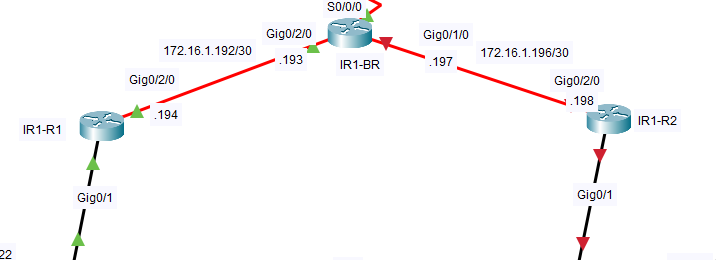 S0/0/0
Gig0/2/0
Gig0/1/0
172.16.1.192/30
172.16.1.196/30
.193
.197
IR1-BR
Gig0/2/0
Gig0/2/0
.194
.198
IR1-R1
IR1-R2
Gig0/1
Gig0/1
22